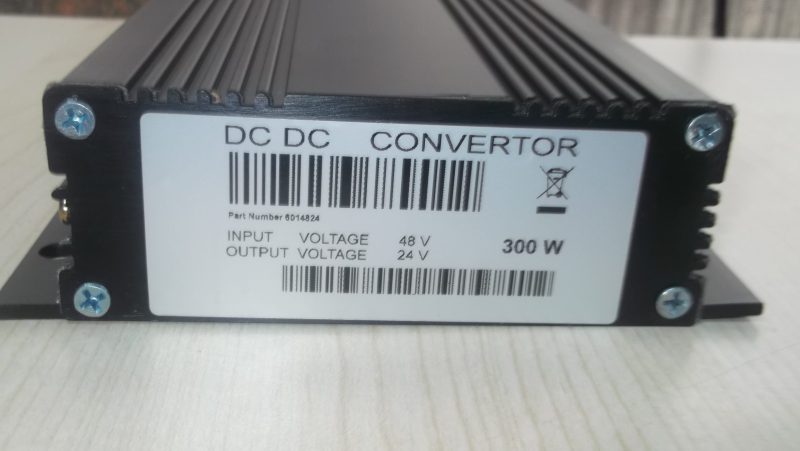 DC DC CONVERTOR
Part Number 6014824
INPUT VOLTAGE 48 V
OUTPUT VOLTAGE 24 V
300 W